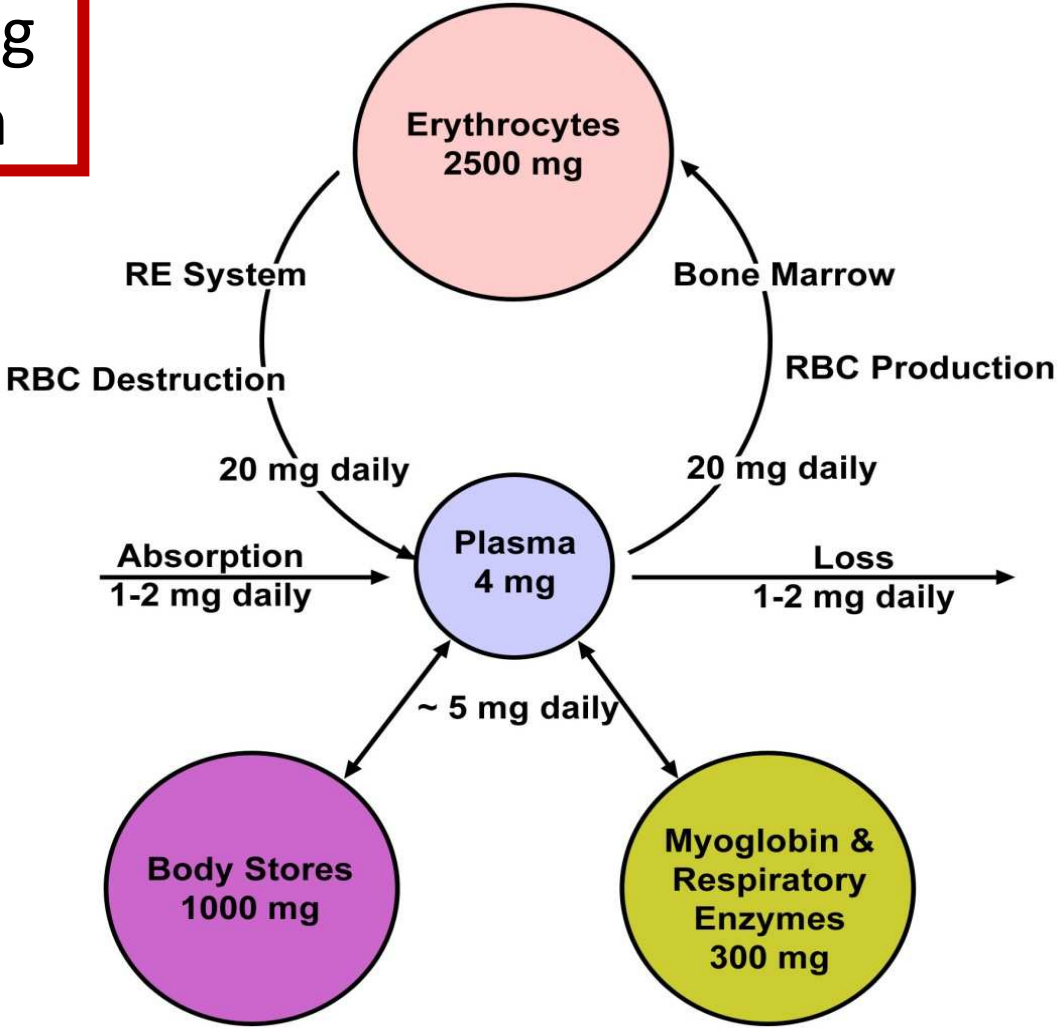 g
Erythrocytes
2500 mg
RE System
Bone Marrow
RBC Destruction
RBC Production
20 mg daily
20 mg daily
Absorption
1-2 mg daily
Plasma
4 mg
Loss
1-2 mg daily
~ 5 mg daily
Body Stores
1000 mg
Myoglobin &
Respiratory
Enzymes
300 mg